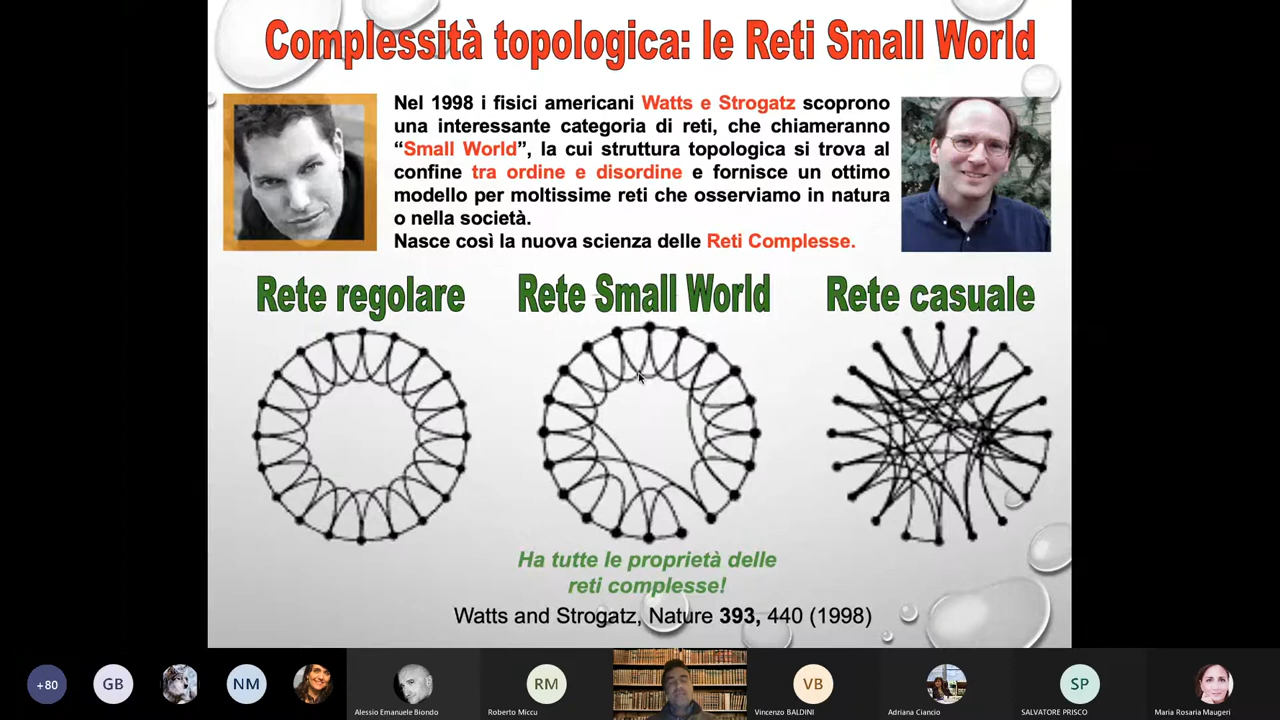 Complessità topologica: le Reti Small World
Nel 1998 i fisici americani Watts e Strogatz scoprono
una interessante categoria di reti, che chiameranno
“Small World”, la cui struttura topologica si trova al
confine tra ordine e disordine e fornisce un ottimo
modello per moltissime reti che osserviamo in natura
o nella società.
Nasce così la nuova scienza delle Reti Complesse.
Rete regolare
Rete Small World
Rete casuale
Ha tutte le proprietà delle
reti complesse!
Watts and Strogatz, Nature 393, 440 (1998)
+80
GB
NM
Alessio Emanuele Biondo
RM
Roberto Miccu
VB
Vincenzo BALDINI
Adriana Ciancio
SP
SALVATORE PRISCO
Maria Rosaria Maugeri